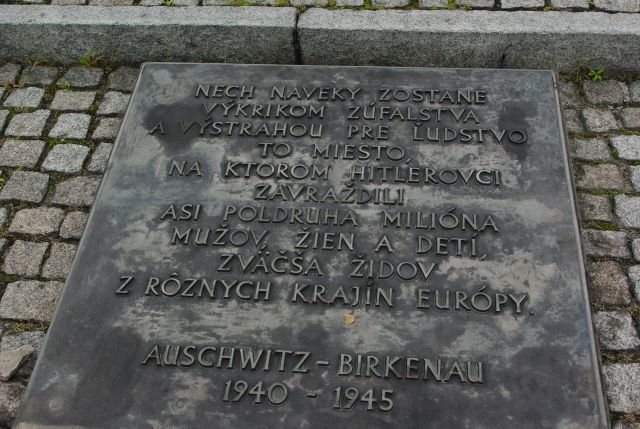 NECH NAVEKY ZOSTANE
VÝKRIKOM ZÚFALSTVA
A VÝSTRAHOU PRE ĽUDSTVO
TO MIESTO,
NA KTOROM HITLEROVCI
ZAVRAŽDILI
ASI POLDRUHA MILIÓNA
MUŽOV, ŽIEN A DETÍ,
ZVÄČŠA ŽIDOV
Z RÔZNYCH KRAJÍN EURÓPY.
AUSCHWITZ – BIRKENAU
1940 – 1945